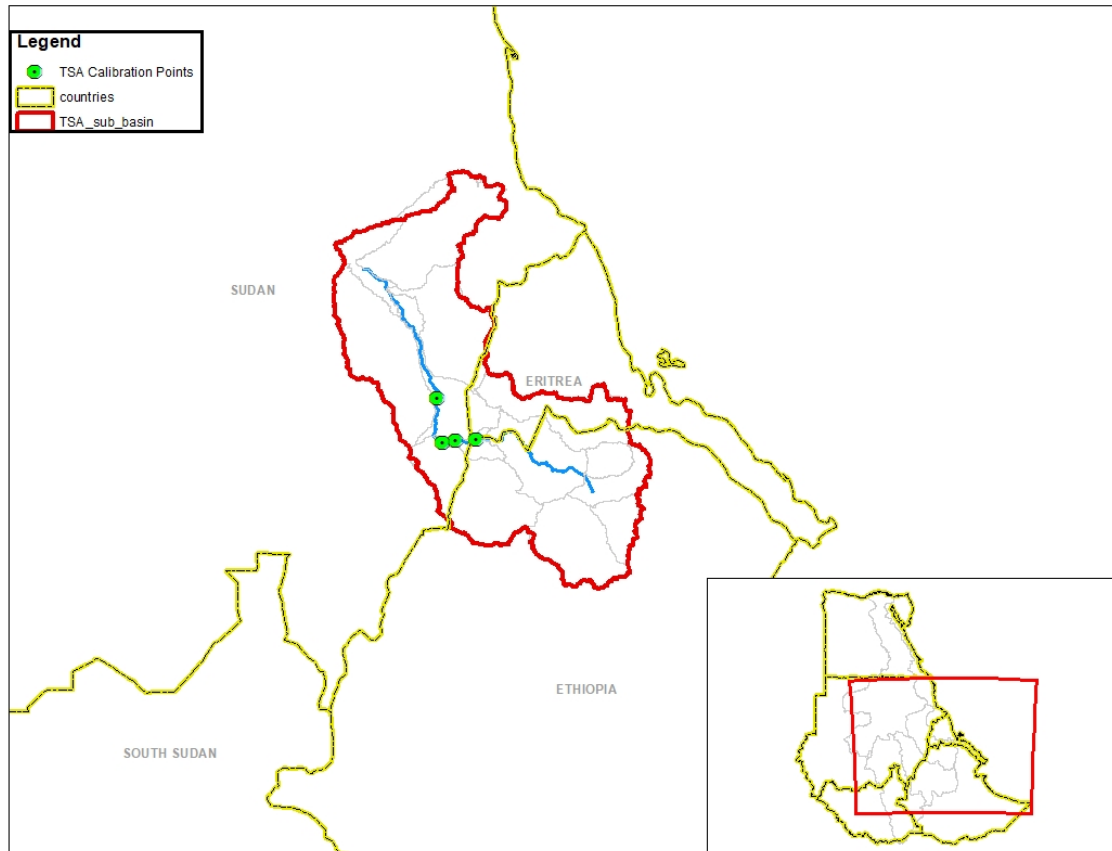 Legend
TSA Calibration Points
countries
TSA_sub_basin
SUDAN
ERITREA
ETHIOPIA
SOUTH SUDAN